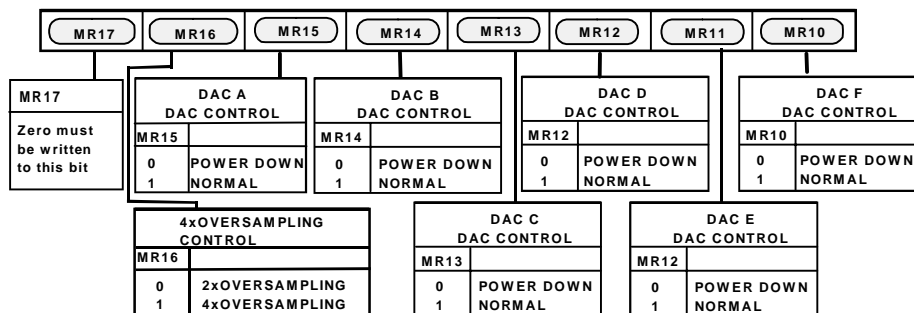 MR17 MR16 MR15 MR14 MR13 MR12 MR11 MR10
MR17
Zero must
be written
to this bit
DAC A
DAC CONTROL
MR15
0 POWER DOWN
1 NORMAL
DAC B
DAC CONTROL
MR14
0 POWER DOWN
1 NORMAL
DAC D
DAC CONTROL
MR12
0 POWER DOWN
1 NORMAL
DAC F
DAC CONTROL
MR10
0 POWER DOWN
1 NORMAL
4xOVERSAMPLING
CONTROL
MR16
0 2xOVERSAMPLING
1 4xOVERSAMPLING
DAC C
DAC CONTROL
MR13
0 POWER DOWN
1 NORMAL
DAC E
DAC CONTROL
MR12
0 POWER DOWN
1 NORMAL